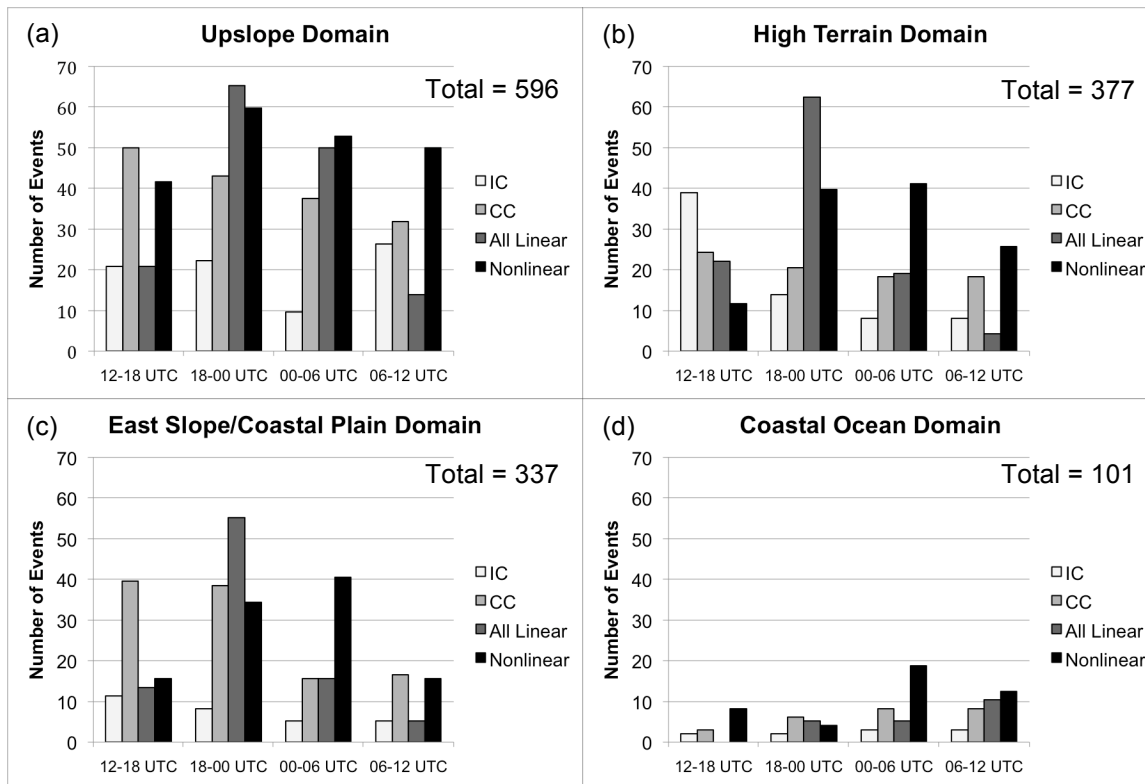 (a)
Upslope Domain
Total = 596
Number of Events
70
60
50
40
30
20
10
0
12-18 UTC
18-00 UTC
00-06 UTC
06-12 UTC
IC
CC
All Linear
Nonlinear
(b)
High Terrain Domain
Total = 377
Number of Events
70
60
50
40
30
20
10
0
12-18 UTC
18-00 UTC
00-06 UTC
06-12 UTC
IC
CC
All Linear
Nonlinear
(c)
East Slope/Coastal Plain Domain
Total = 337
Number of Events
70
60
50
40
30
20
10
0
12-18 UTC
18-00 UTC
00-06 UTC
06-12 UTC
IC
CC
All Linear
Nonlinear
(d)
Coastal Ocean Domain
Total = 101
Number of Events
70
60
50
40
30
20
10
0
12-18 UTC
18-00 UTC
00-06 UTC
06-12 UTC
IC
CC
All Linear
Nonlinear